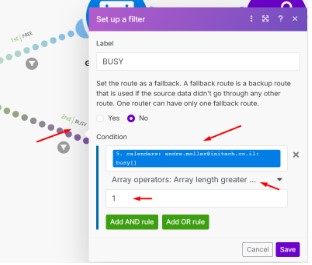 Set up a filter
Label
BUSY
Set the route as a fallback. A fallback route is a backup route
that is used if the source data didn't go through any other
route. One router can have only one fallback route.
Yes
No
Condition
5. calendars: andre.moller@initech.co.il:
busy[]
Array operators: Array length greater ...
1
Add AND rule
Add OR rule
Cancel
Save
1st | FREE
2nd | BUSY